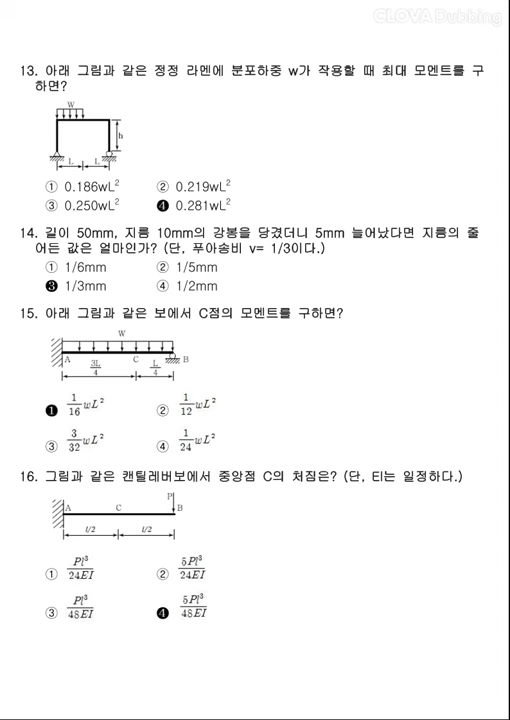 CLOVA Dubbing
13. 아래 그림과 같은 정정 라멘에 분포하중 w가 작용할 때 최대 모멘트를 구
하면?
W
h
L L
① 0.186wL² ② 0.219wL²
③ 0.250wL² ❹ 0.281wL²
14. 길이 50mm, 지름 10mm의 강봉을 당겼더니 5mm 늘어났다면 지름의 줄
어든 값은 얼마인가? (단, 푸아송비 v= 1/3이다.)
① 1/6mm ② 1/5mm
❸ 1/3mm ④ 1/2mm
15. 아래 그림과 같은 보에서 C점의 모멘트를 구하면?
W
A C B
3L/4 L/4
❶ 1/16 wL² ② 1/12 wL²
③ 3/32 wL² ④ 1/24 wL²
16. 그림과 같은 캔틸레버보에서 중앙점 C의 처짐은? (단, EI는 일정하다.)
P
A C B
l/2 l/2
① Pl³/24EI ② 5Pl³/24EI
③ Pl³/48EI ❹ 5Pl³/48EI